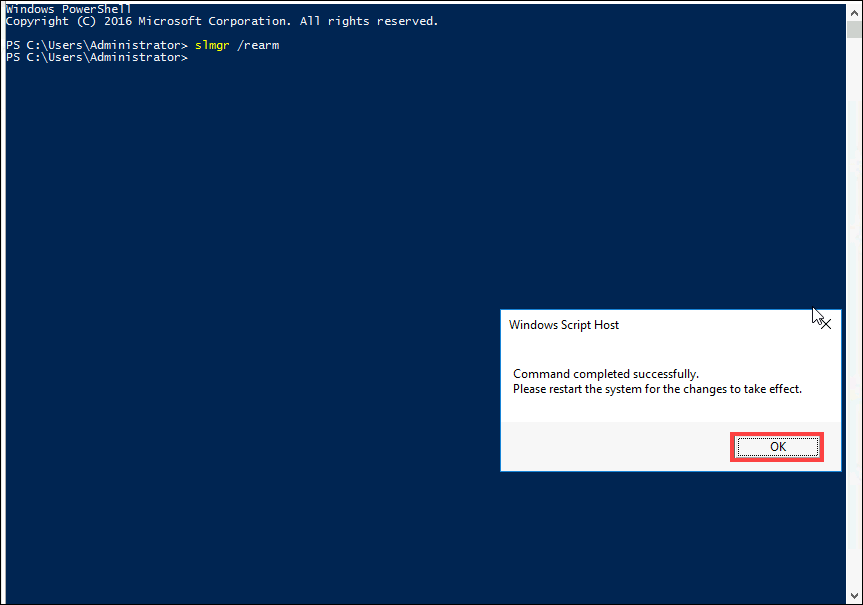 Windows PowerShell
Copyright (C) 2016 Microsoft Corporation. All rights reserved.
PS C:\Users\Administrator> slmgr /rearm
PS C:\Users\Administrator>
Windows Script Host
Command completed successfully.
Please restart the system for the changes to take effect.
OK